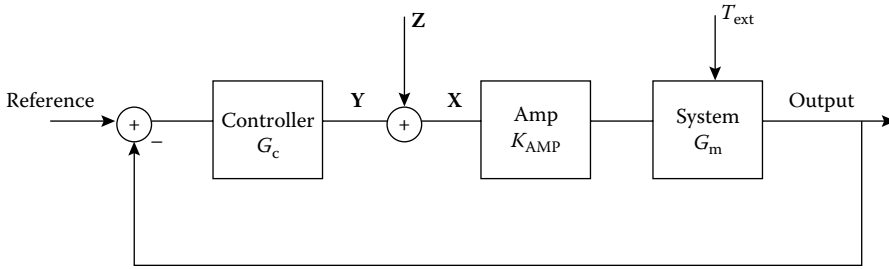 Z
T_ext
Reference
+
−
Controller
G_c
Y
+
X
Amp
K_AMP
System
G_m
Output